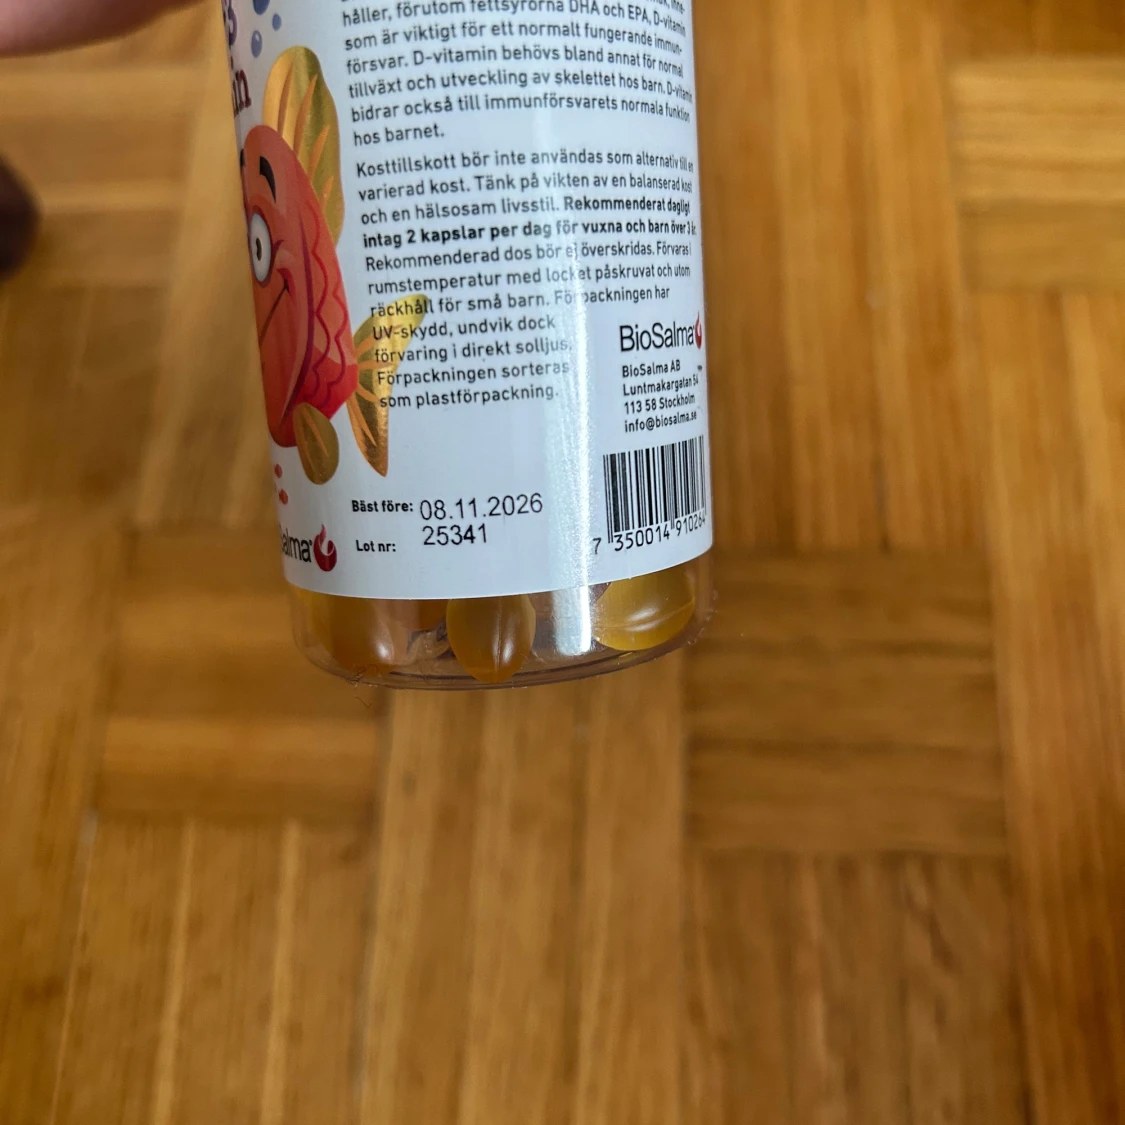 håller, förutom fettsyrorna DHA och EPA, D-vitamin
som är viktigt för ett normalt fungerande immun-
försvar. D-vitamin behövs bland annat för normal
tillväxt och utveckling av skelettet hos barn. D-vitamin
bidrar också till immunförsvarets normala funktion
hos barnet.
Kosttillskott bör inte användas som alternativ till en
varierad kost. Tänk på vikten av en balanserad kost
och en hälsosam livsstil. Rekommenderat dagligt
intag 2 kapslar per dag för vuxna och barn över 3 år.
Rekommenderad dos bör ej överskridas. Förvaras i
rumstemperatur med locket påskruvat och utom
räckhåll för små barn. Förpackningen har
UV-skydd, undvik dock
förvaring i direkt solljus.
Förpackningen sorteras
som plastförpackning.
BioSalma
BioSalma AB
Luntmakargatan 54
113 58 Stockholm
info@biosalma.se
Bäst före: 08.11.2026
Lot nr: 25341
7 350014 910264
alma